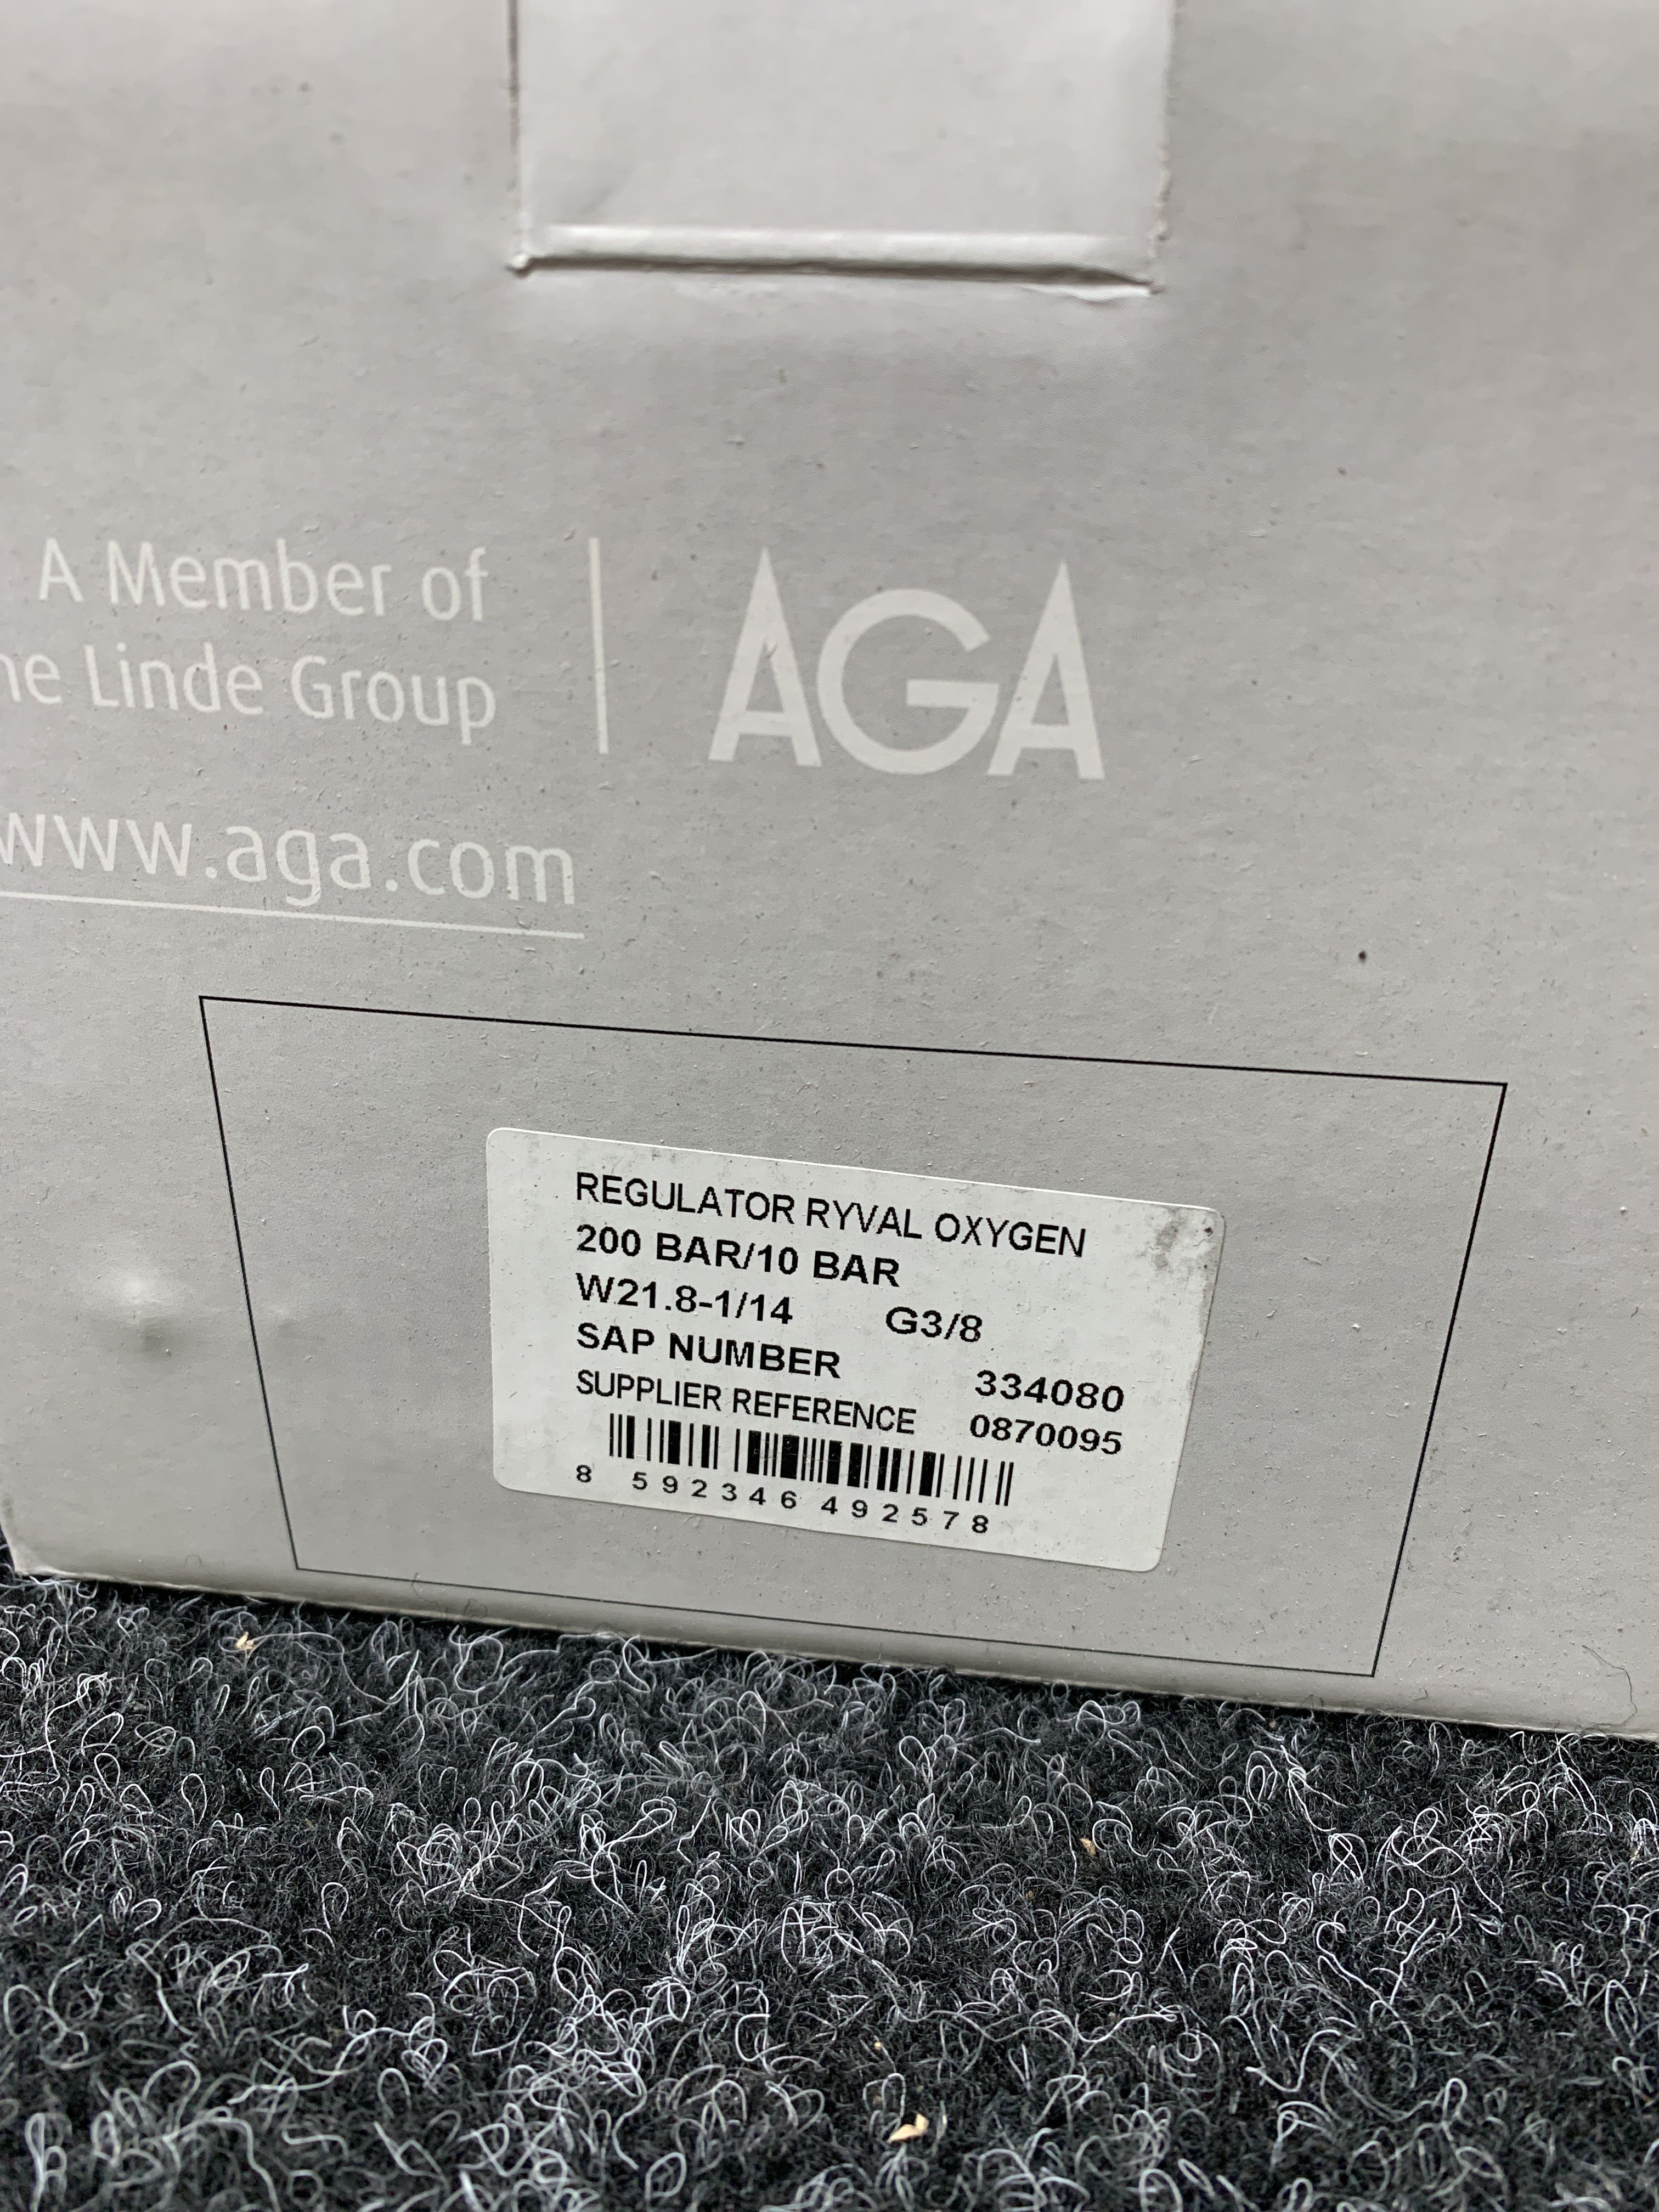 A Member of
he Linde Group
AGA
www.aga.com
REGULATOR RYVAL OXYGEN
200 BAR/10 BAR
W21.8-1/14 G3/8
SAP NUMBER 334080
SUPPLIER REFERENCE 0870095
8 592346 492578